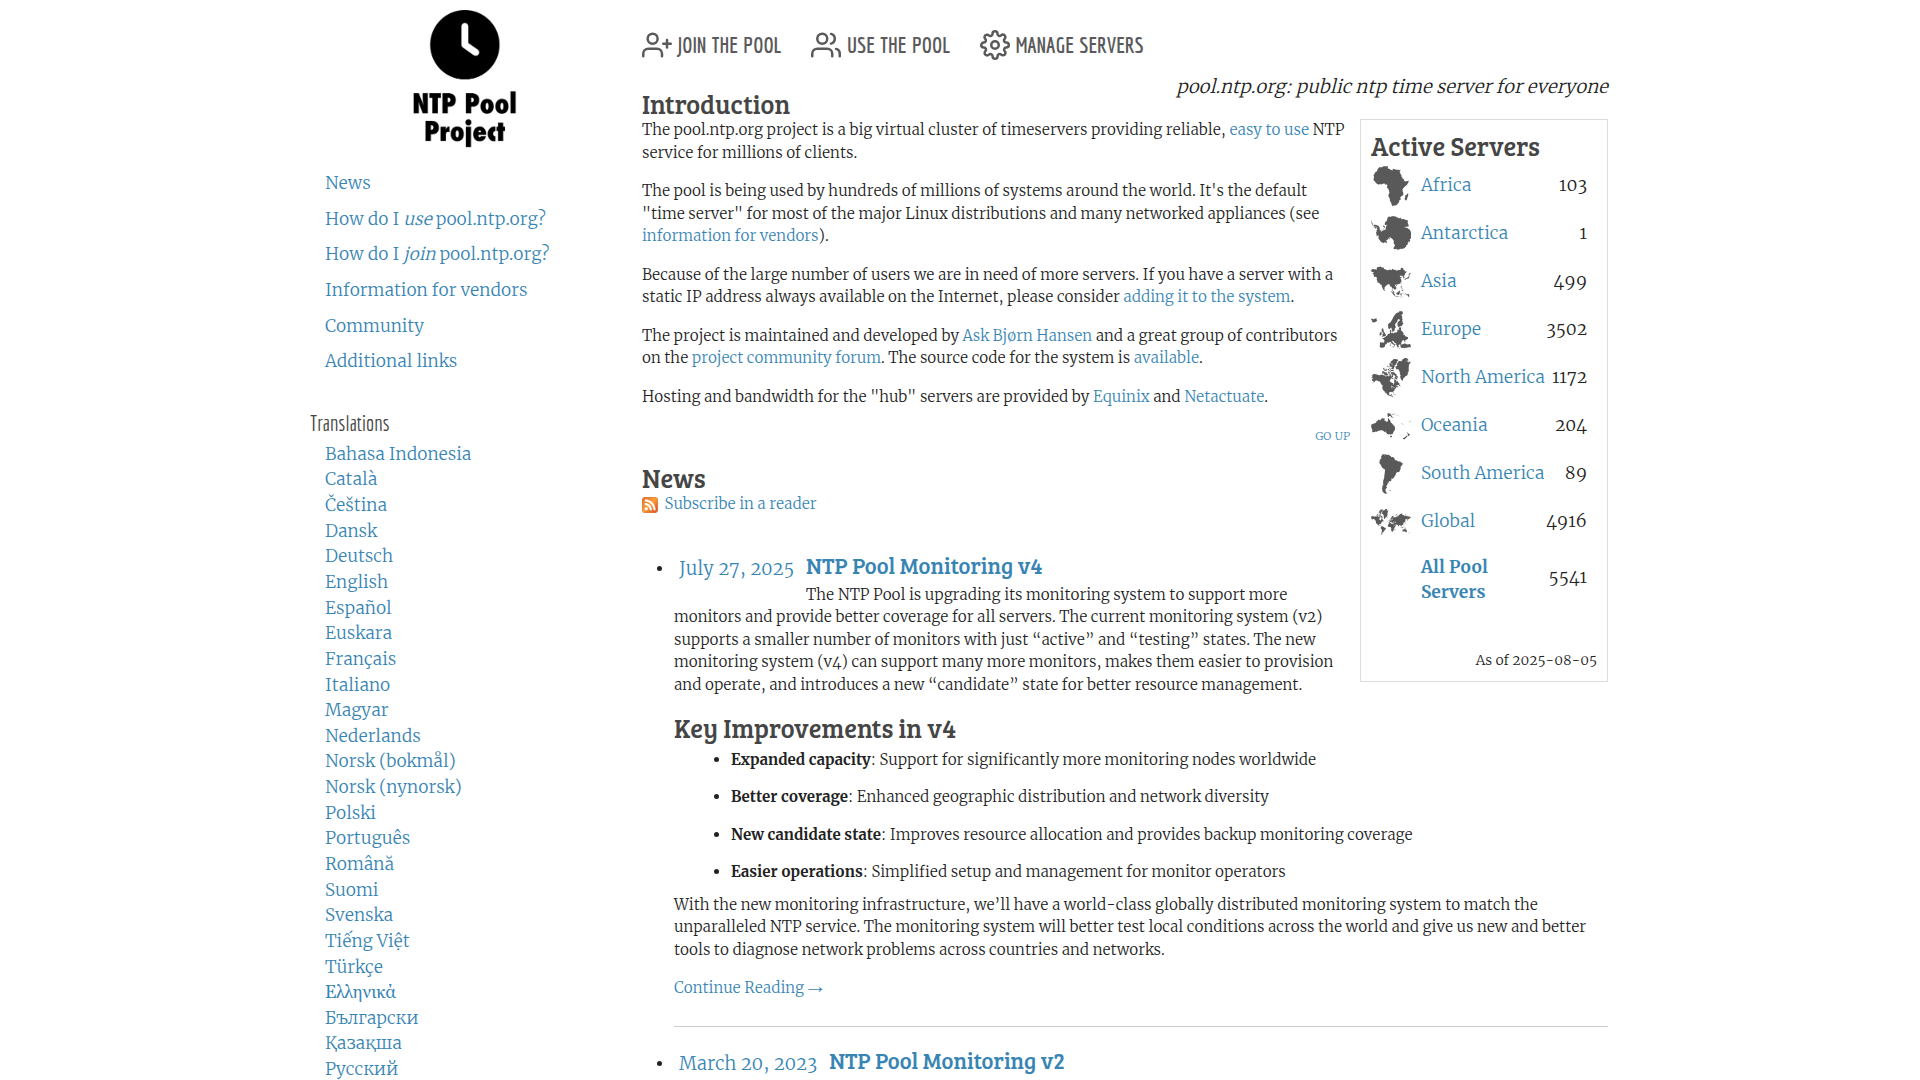 NTP Pool
Project
News
How do I use pool.ntp.org?
How do I join pool.ntp.org?
Information for vendors
Community
Additional links
Translations
Bahasa Indonesia
Català
Čeština
Dansk
Deutsch
English
Español
Euskara
Français
Italiano
Magyar
Nederlands
Norsk (bokmål)
Norsk (nynorsk)
Polski
Português
Română
Suomi
Svenska
Tiếng Việt
Türkçe
Ελληνικά
Български
Қазақша
Русский
JOIN THE POOL
USE THE POOL
MANAGE SERVERS
pool.ntp.org: public ntp time server for everyone
Introduction
The pool.ntp.org project is a big virtual cluster of timeservers providing reliable, easy to use NTP
service for millions of clients.
The pool is being used by hundreds of millions of systems around the world. It's the default
"time server" for most of the major Linux distributions and many networked appliances (see
information for vendors).
Because of the large number of users we are in need of more servers. If you have a server with a
static IP address always available on the Internet, please consider adding it to the system.
The project is maintained and developed by Ask Bjørn Hansen and a great group of contributors
on the project community forum. The source code for the system is available.
Hosting and bandwidth for the "hub" servers are provided by Equinix and Netactuate.
GO UP
Active Servers
Africa 103
Antarctica 1
Asia 499
Europe 3502
North America 1172
Oceania 204
South America 89
Global 4916
All Pool
Servers 5541
As of 2025-08-05
News
Subscribe in a reader
• July 27, 2025 NTP Pool Monitoring v4
The NTP Pool is upgrading its monitoring system to support more
monitors and provide better coverage for all servers. The current monitoring system (v2)
supports a smaller number of monitors with just “active” and “testing” states. The new
monitoring system (v4) can support many more monitors, makes them easier to provision
and operate, and introduces a new “candidate” state for better resource management.
Key Improvements in v4
• Expanded capacity: Support for significantly more monitoring nodes worldwide
• Better coverage: Enhanced geographic distribution and network diversity
• New candidate state: Improves resource allocation and provides backup monitoring coverage
• Easier operations: Simplified setup and management for monitor operators
With the new monitoring infrastructure, we’ll have a world-class globally distributed monitoring system to match the
unparalleled NTP service. The monitoring system will better test local conditions across the world and give us new and better
tools to diagnose network problems across countries and networks.
Continue Reading →
• March 20, 2023 NTP Pool Monitoring v2